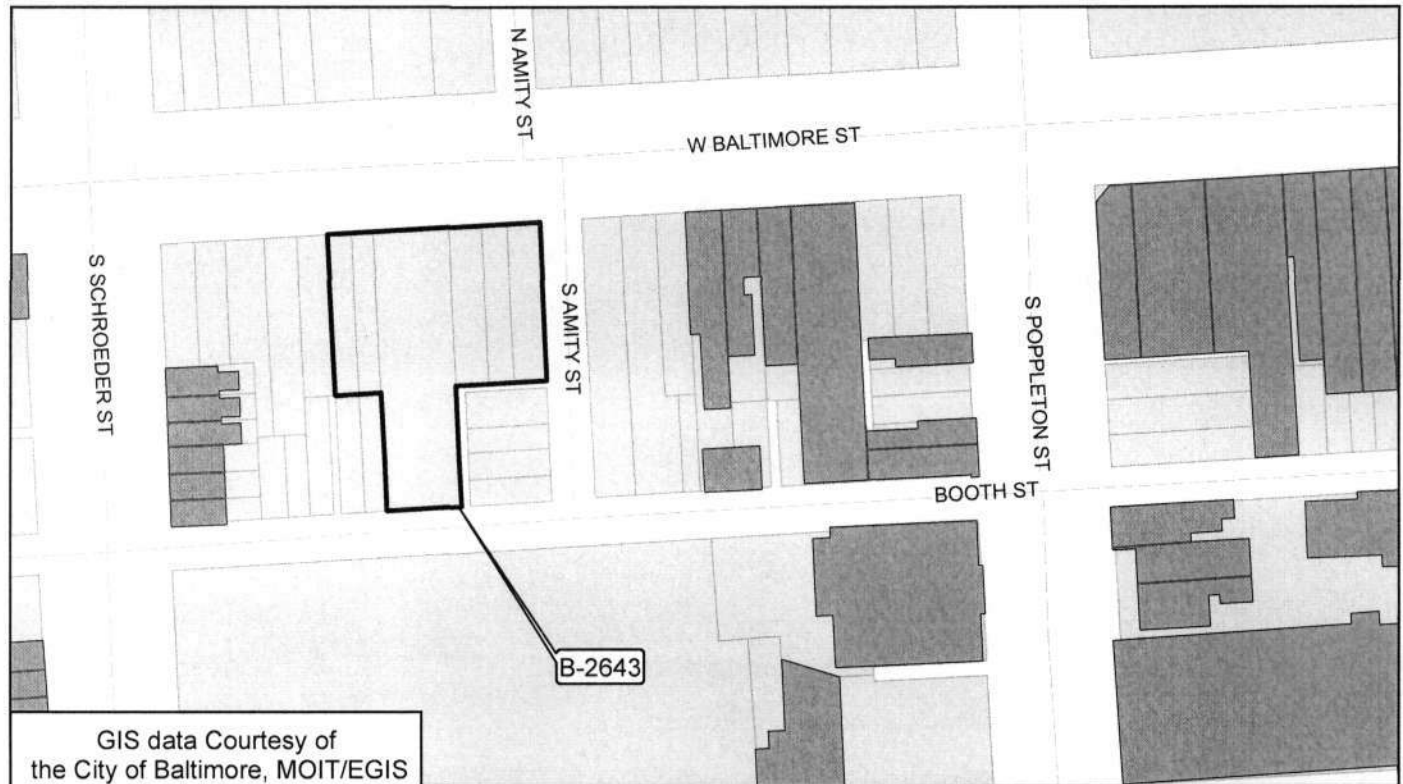 N AMITY ST
W BALTIMORE ST
S SCHROEDER ST
S AMITY ST
S POPPLETON ST
BOOTH ST
B-2643
GIS data Courtesy of
the City of Baltimore, MOIT/EGIS